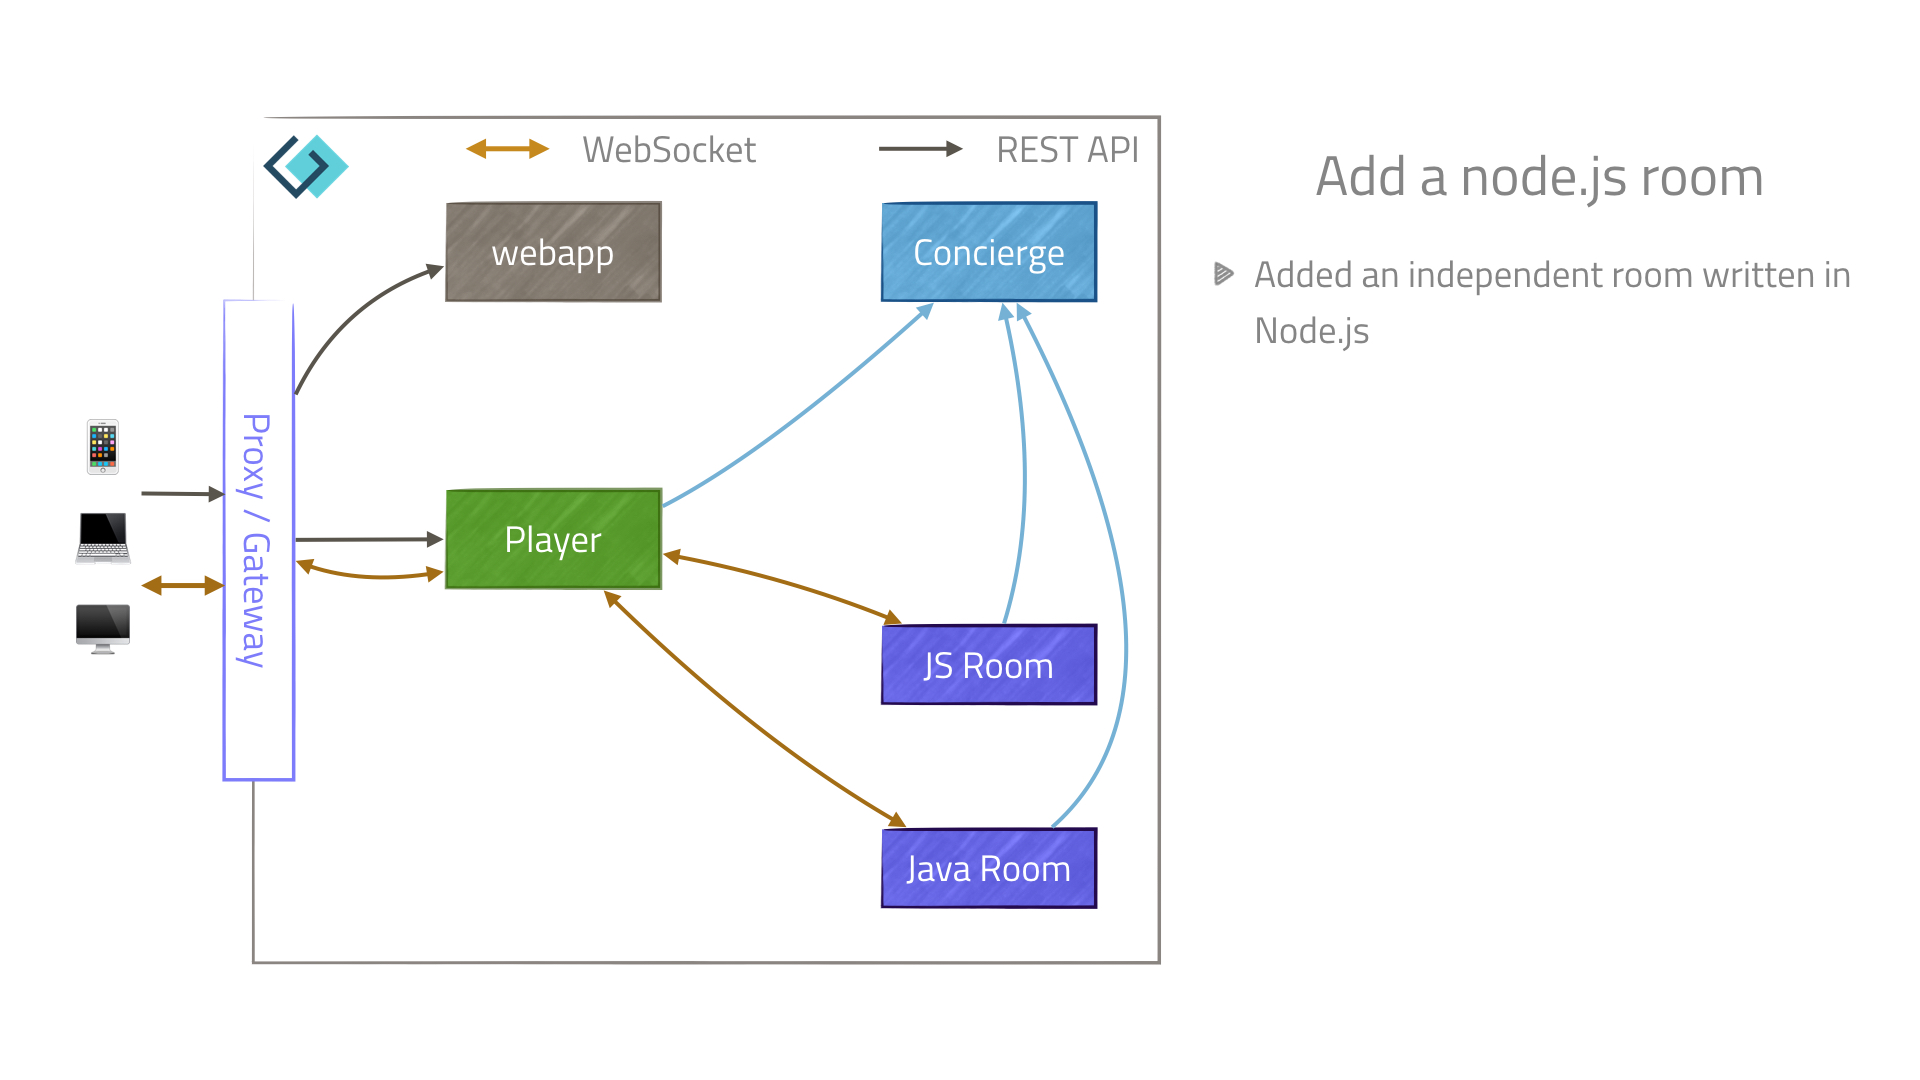 WebSocket
REST API
webapp
Concierge
Proxy / Gateway
Player
JS Room
Java Room
Add a node.js room
Added an independent room written in
Node.js